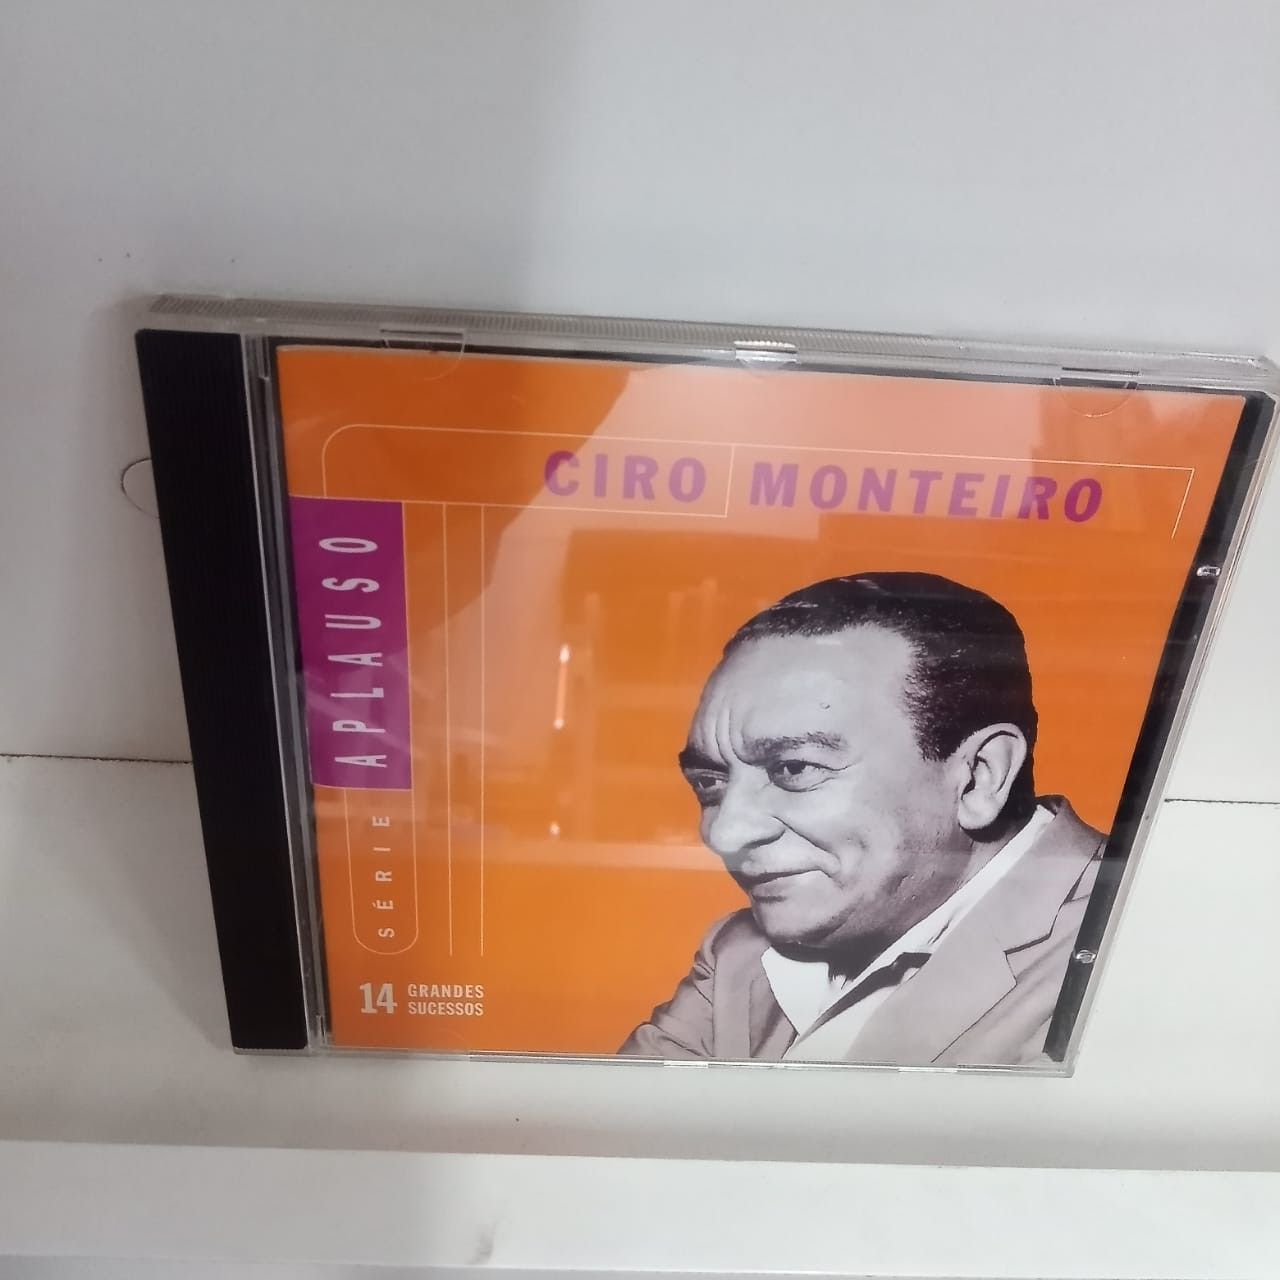 CIRO MONTEIRO
SÉRIE APLAUSO
14 GRANDES
SUCESSOS